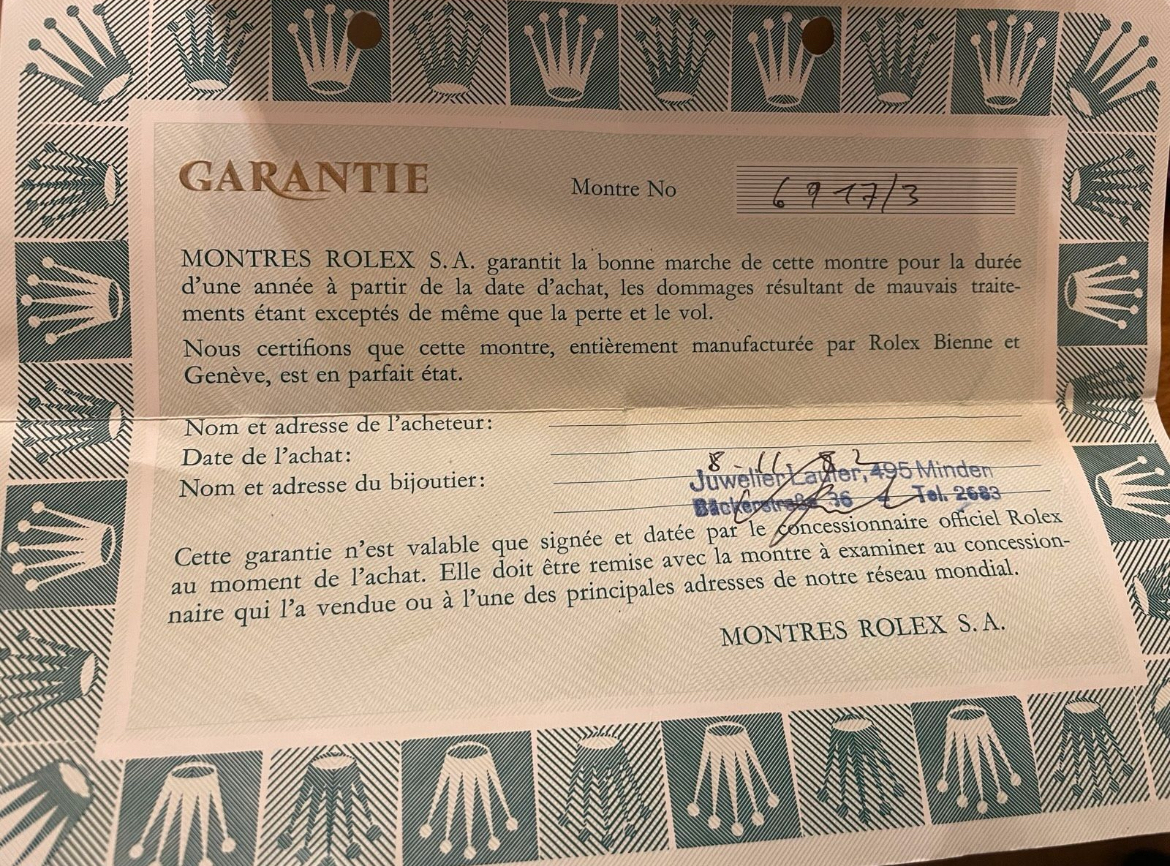 GARANTIE
Montre No 6917/3
MONTRES ROLEX S.A. garantit la bonne marche de cette montre pour la durée
d'une année à partir de la date d'achat, les dommages résultant de mauvais traite-
ments étant exceptés de même que la perte et le vol.
Nous certifions que cette montre, entièrement manufacturée par Rolex Bienne et
Genève, est en parfait état.
Nom et adresse de l'acheteur:
Date de l'achat: 8-11-82
Nom et adresse du bijoutier: Juwelier Laufer, 495 Minden
Bäckerstraße 36 Tel. 2683
Cette garantie n'est valable que signée et datée par le concessionnaire officiel Rolex
au moment de l'achat. Elle doit être remise avec la montre à examiner au concession-
naire qui l'a vendue ou à l'une des principales adresses de notre réseau mondial.
MONTRES ROLEX S.A.